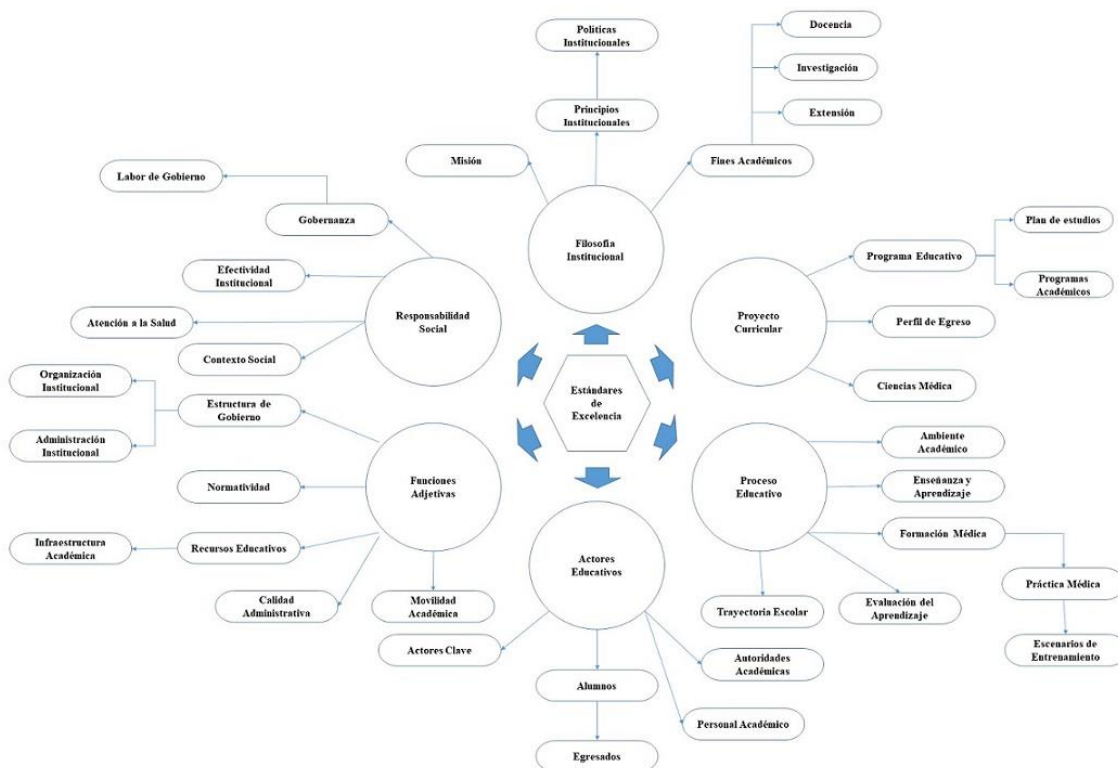 Políticas
Institucionales
Docencia
Investigación
Principios
Institucionales
Extensión
Misión
Fines Académicos
Labor de Gobierno
Gobernanza
Filosofía
Institucional
Plan de estudios
Programa Educativo
Programas
Académicos
Efectividad
Institucional
Responsabilidad
Social
Proyecto
Curricular
Atención a la Salud
Perfil de Egreso
Contexto Social
Organización
Institucional
Ciencias Médica
Estructura de
Gobierno
Estándares
de
Excelencia
Administración
Institucional
Ambiente
Académico
Normatividad
Funciones
Adjetivas
Proceso
Educativo
Enseñanza y
Aprendizaje
Infraestructura
Académica
Recursos Educativos
Formación Médica
Actores
Educativos
Práctica Médica
Calidad
Administrativa
Movilidad
Académica
Trayectoria Escolar
Evaluación del
Aprendizaje
Actores Clave
Autoridades
Académicas
Escenarios de
Entrenamiento
Alumnos
Personal Académico
Egresados